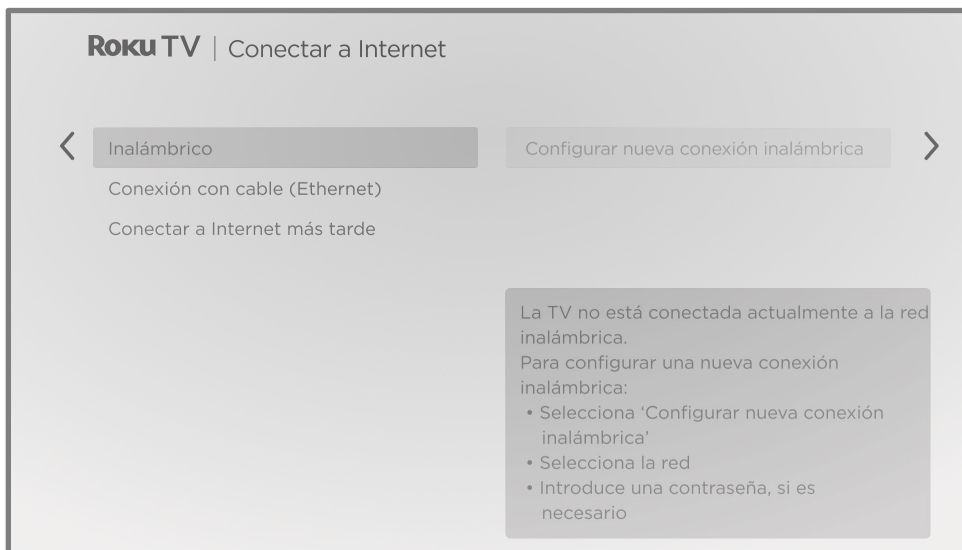 Roku TV | Conectar a Internet
Inalámbrico
Configurar nueva conexión inalámbrica
Conexión con cable (Ethernet)
Conectar a Internet más tarde
La TV no está conectada actualmente a la red
inalámbrica.
Para configurar una nueva conexión
inalámbrica:
• Selecciona ‘Configurar nueva conexión
inalámbrica’
• Selecciona la red
• Introduce una contraseña, si es
necesario